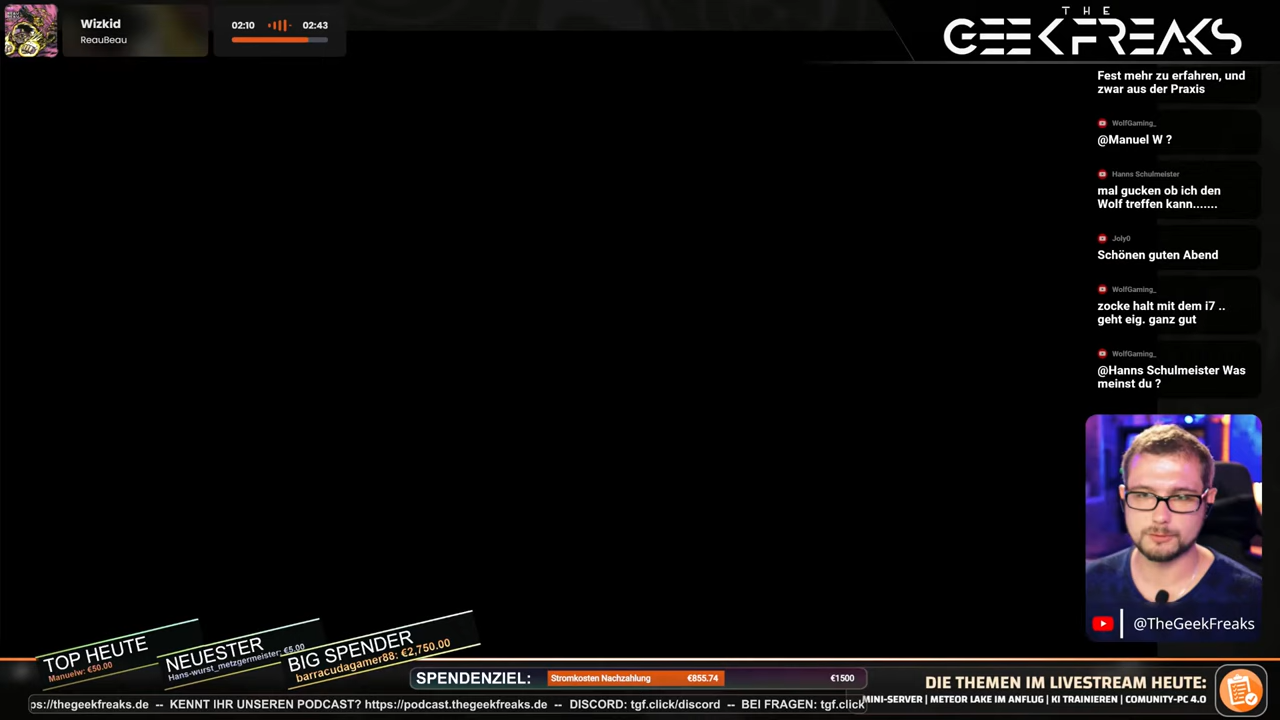 Wizkid
ReauBeau
02:10
02:43
THE
GEEKFREAKS
Fest mehr zu erfahren, und
zwar aus der Praxis
WolfGaming_
@Manuel W ?
Hanns Schulmeister
mal gucken ob ich den
Wolf treffen kann.......
Joly0
Schönen guten Abend
WolfGaming_
zocke halt mit dem i7 ..
geht eig. ganz gut
WolfGaming_
@Hanns Schulmeister Was
meinst du ?
@TheGeekFreaks
TOP HEUTE
Manuelw: €50.00
NEUESTER
Hans-wurst_metzgermeister: €5.00
BIG SPENDER
barracudagamer88: €2,750.00
SPENDENZIEL:
Stromkosten Nachzahlung
€855.74
€1500
DIE THEMEN IM LIVESTREAM HEUTE:
MINI-SERVER | METEOR LAKE IM ANFLUG | KI TRAINIEREN | COMUNITY-PC 4.0
ps://thegeekfreaks.de -- KENNT IHR UNSEREN PODCAST? https://podcast.thegeekfreaks.de -- DISCORD: tgf.click/discord -- BEI FRAGEN: tgf.click